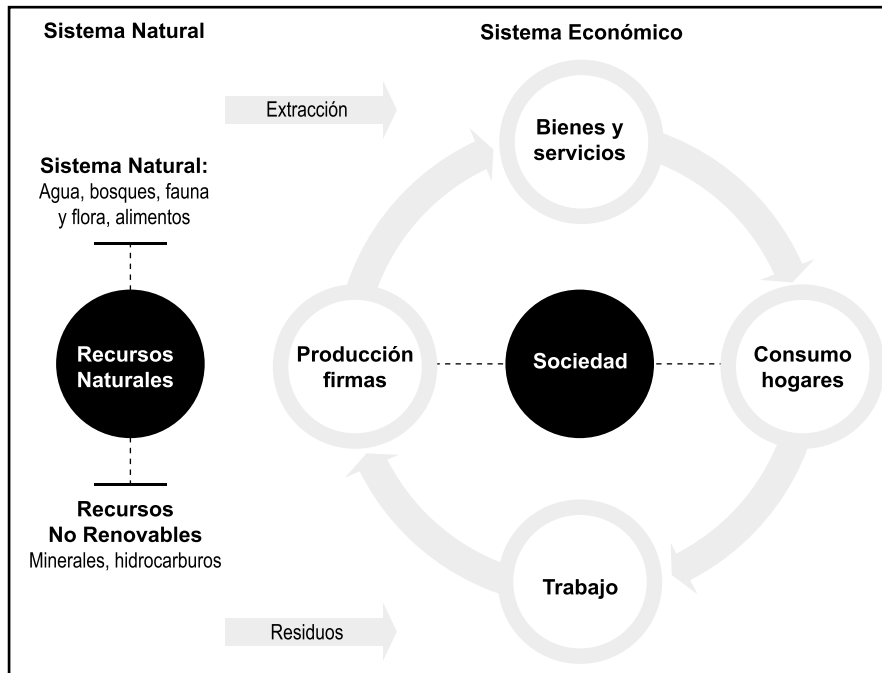 Sistema Natural
Sistema Económico
Extracción
Bienes y
servicios
Sistema Natural:
Agua, bosques, fauna
y flora, alimentos
Recursos
Naturales
Producción
firmas
Sociedad
Consumo
hogares
Recursos
No Renovables
Minerales, hidrocarburos
Trabajo
Residuos